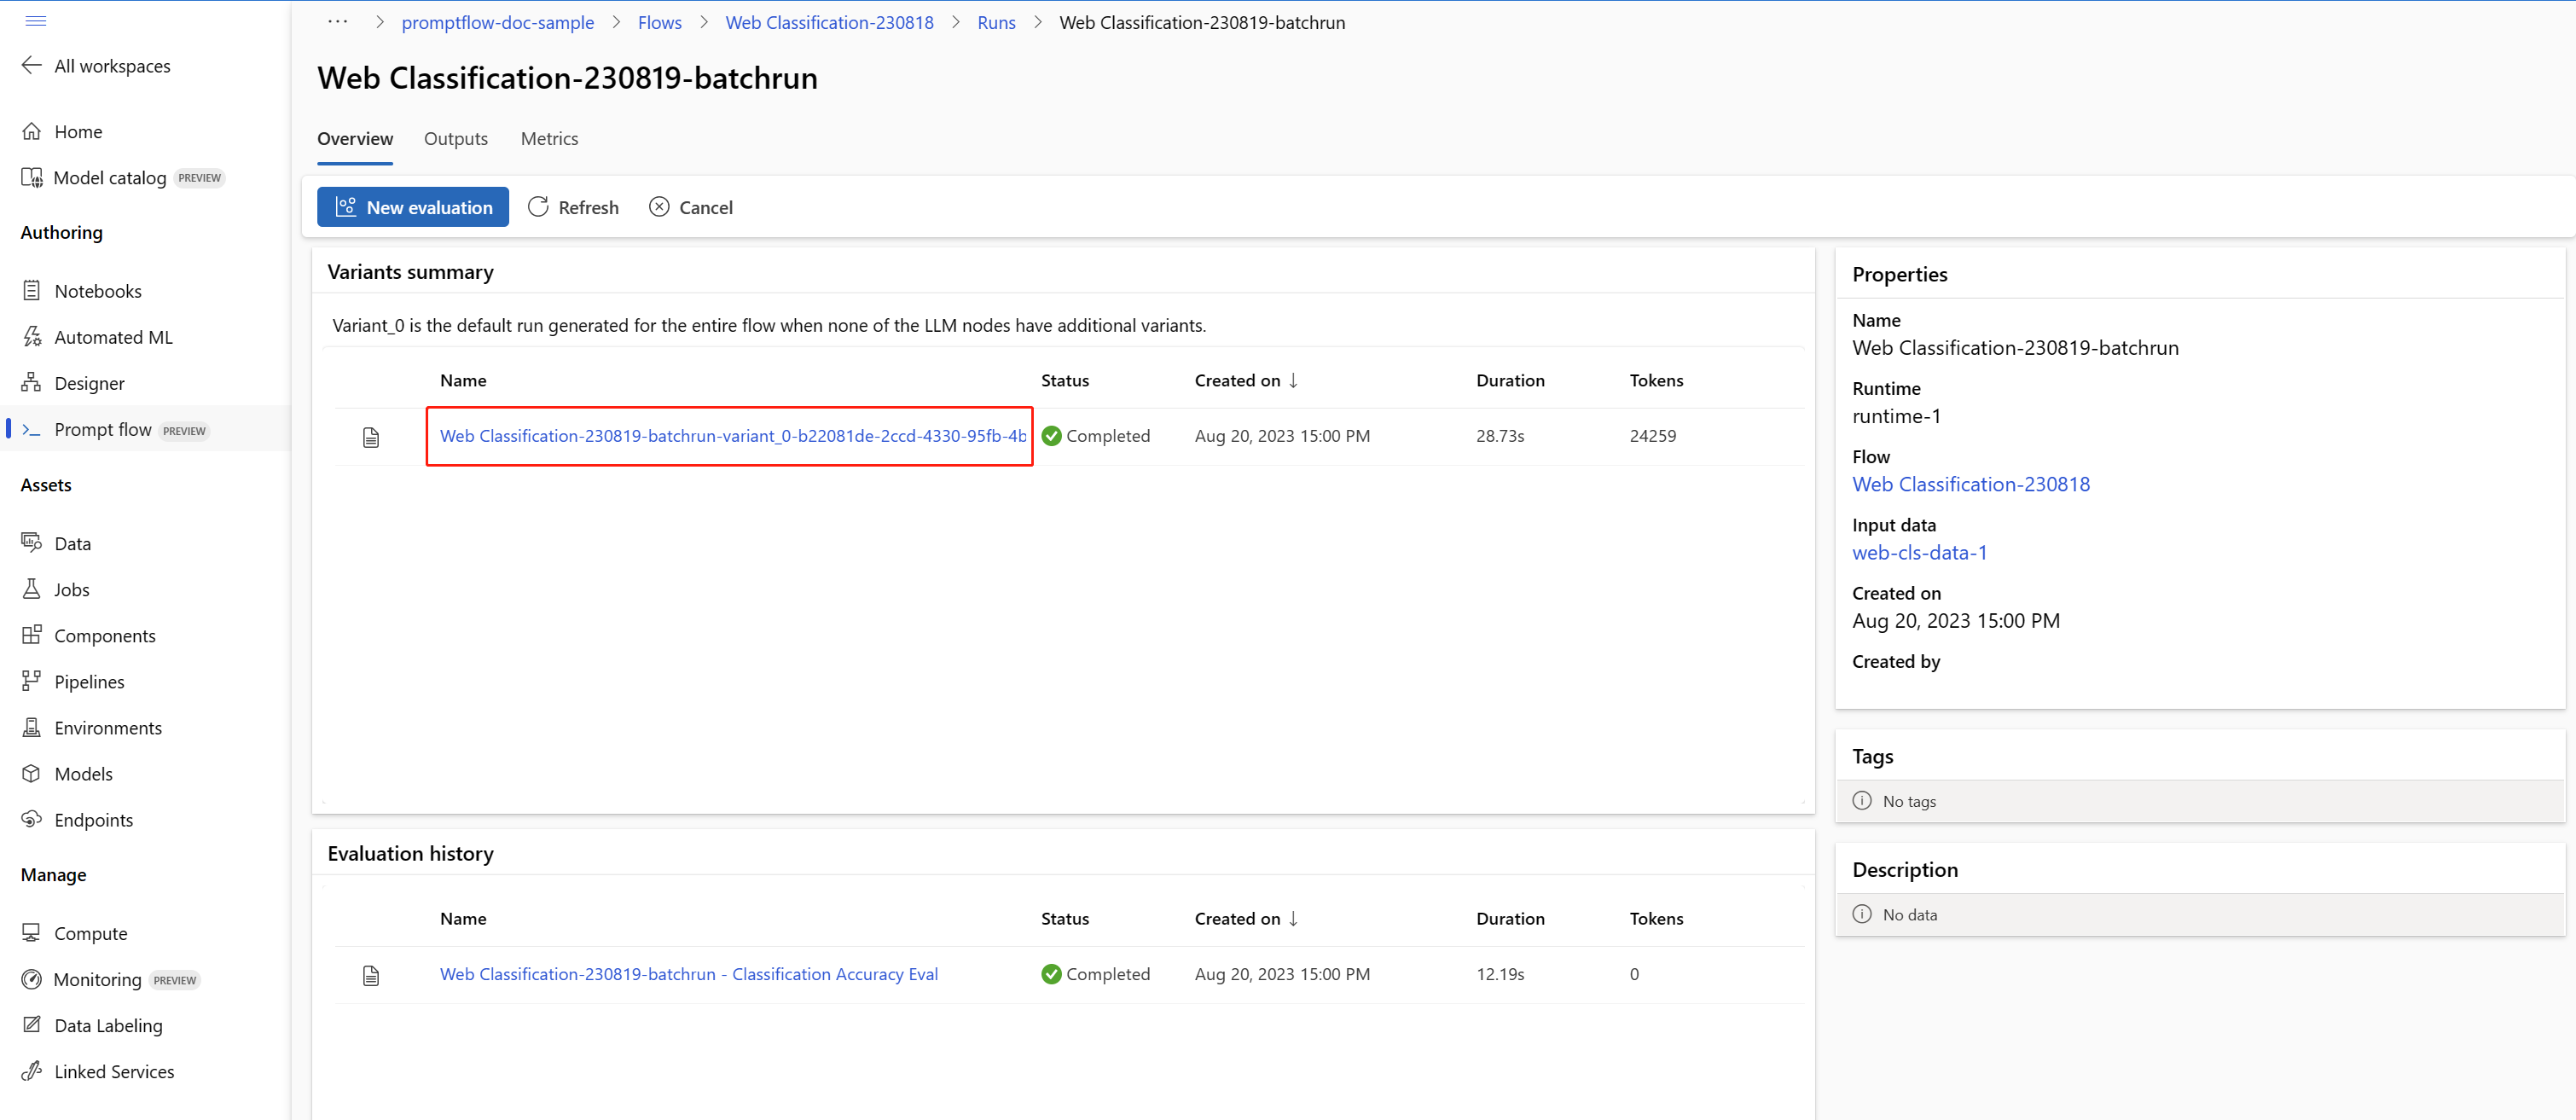 All workspaces
Home
Model catalog PREVIEW
Authoring
Notebooks
Automated ML
Designer
Prompt flow PREVIEW
Assets
Data
Jobs
Components
Pipelines
Environments
Models
Endpoints
Manage
Compute
Monitoring PREVIEW
Data Labeling
Linked Services
··· > promptflow-doc-sample > Flows > Web Classification-230818 > Runs > Web Classification-230819-batchrun
Web Classification-230819-batchrun
Overview Outputs Metrics
New evaluation Refresh Cancel
Variants summary
Variant_0 is the default run generated for the entire flow when none of the LLM nodes have additional variants.
Name Status Created on ↓ Duration Tokens
Web Classification-230819-batchrun-variant_0-b22081de-2ccd-4330-95fb-4b Completed Aug 20, 2023 15:00 PM 28.73s 24259
Evaluation history
Name Status Created on ↓ Duration Tokens
Web Classification-230819-batchrun - Classification Accuracy Eval Completed Aug 20, 2023 15:00 PM 12.19s 0
Properties
Name
Web Classification-230819-batchrun
Runtime
runtime-1
Flow
Web Classification-230818
Input data
web-cls-data-1
Created on
Aug 20, 2023 15:00 PM
Created by
Tags
No tags
Description
No data